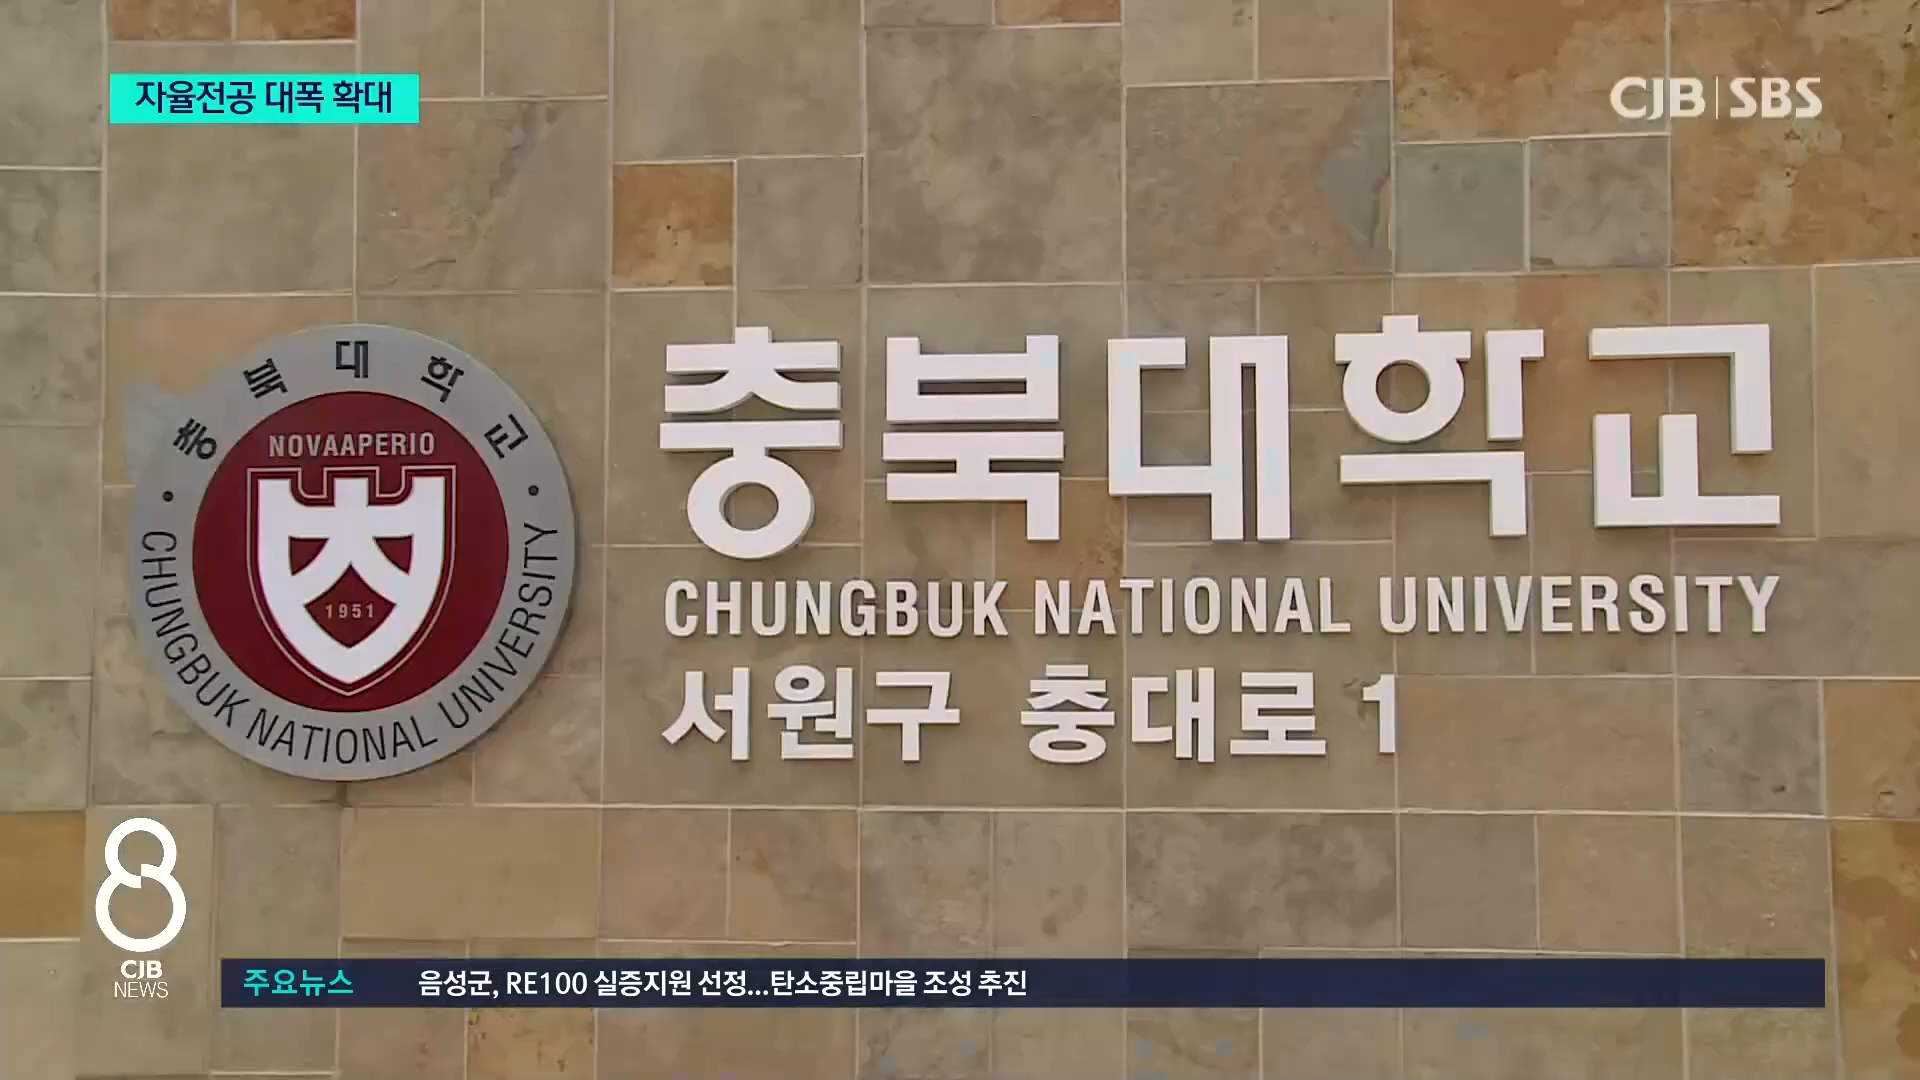 자율전공 대폭 확대
CJB SBS
충북대학교
NOVAAPERIO
1951
CHUNGBUK NATIONAL UNIVERSITY
충북대학교
CHUNGBUK NATIONAL UNIVERSITY
서원구 충대로 1
8
CJB
NEWS
주요뉴스 음성군, RE100 실증지원 선정...탄소중립마을 조성 추진